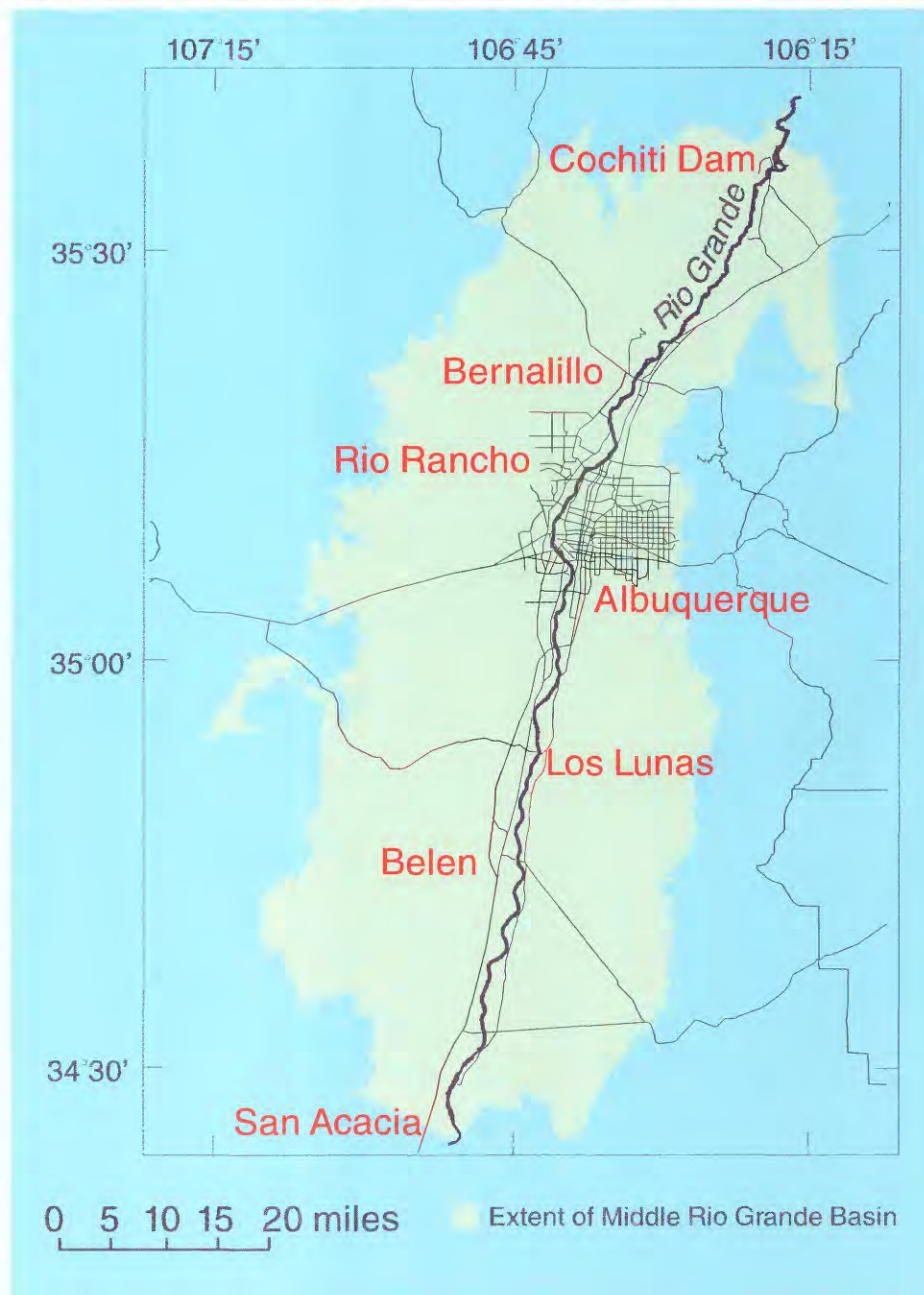 107°15' 106°45' 106°15'
Cochiti Dam
Rio Grande
35°30'
Bernalillo
Rio Rancho
Albuquerque
35°00'
Los Lunas
Belen
34°30'
San Acacia
0 5 10 15 20 miles
Extent of Middle Rio Grande Basin